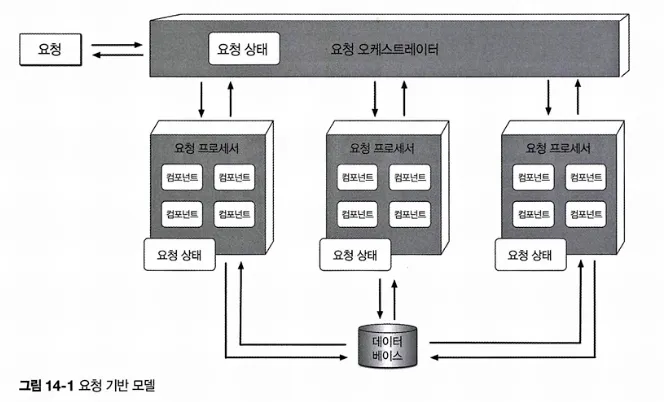 요청
요청 상태
요청 오케스트레이터
요청 프로세서
컴포넌트 컴포넌트
컴포넌트 컴포넌트
요청 상태
요청 프로세서
컴포넌트 컴포넌트
컴포넌트 컴포넌트
요청 상태
요청 프로세서
컴포넌트 컴포넌트
컴포넌트 컴포넌트
요청 상태
데이터
베이스
그림 14-1 요청 기반 모델